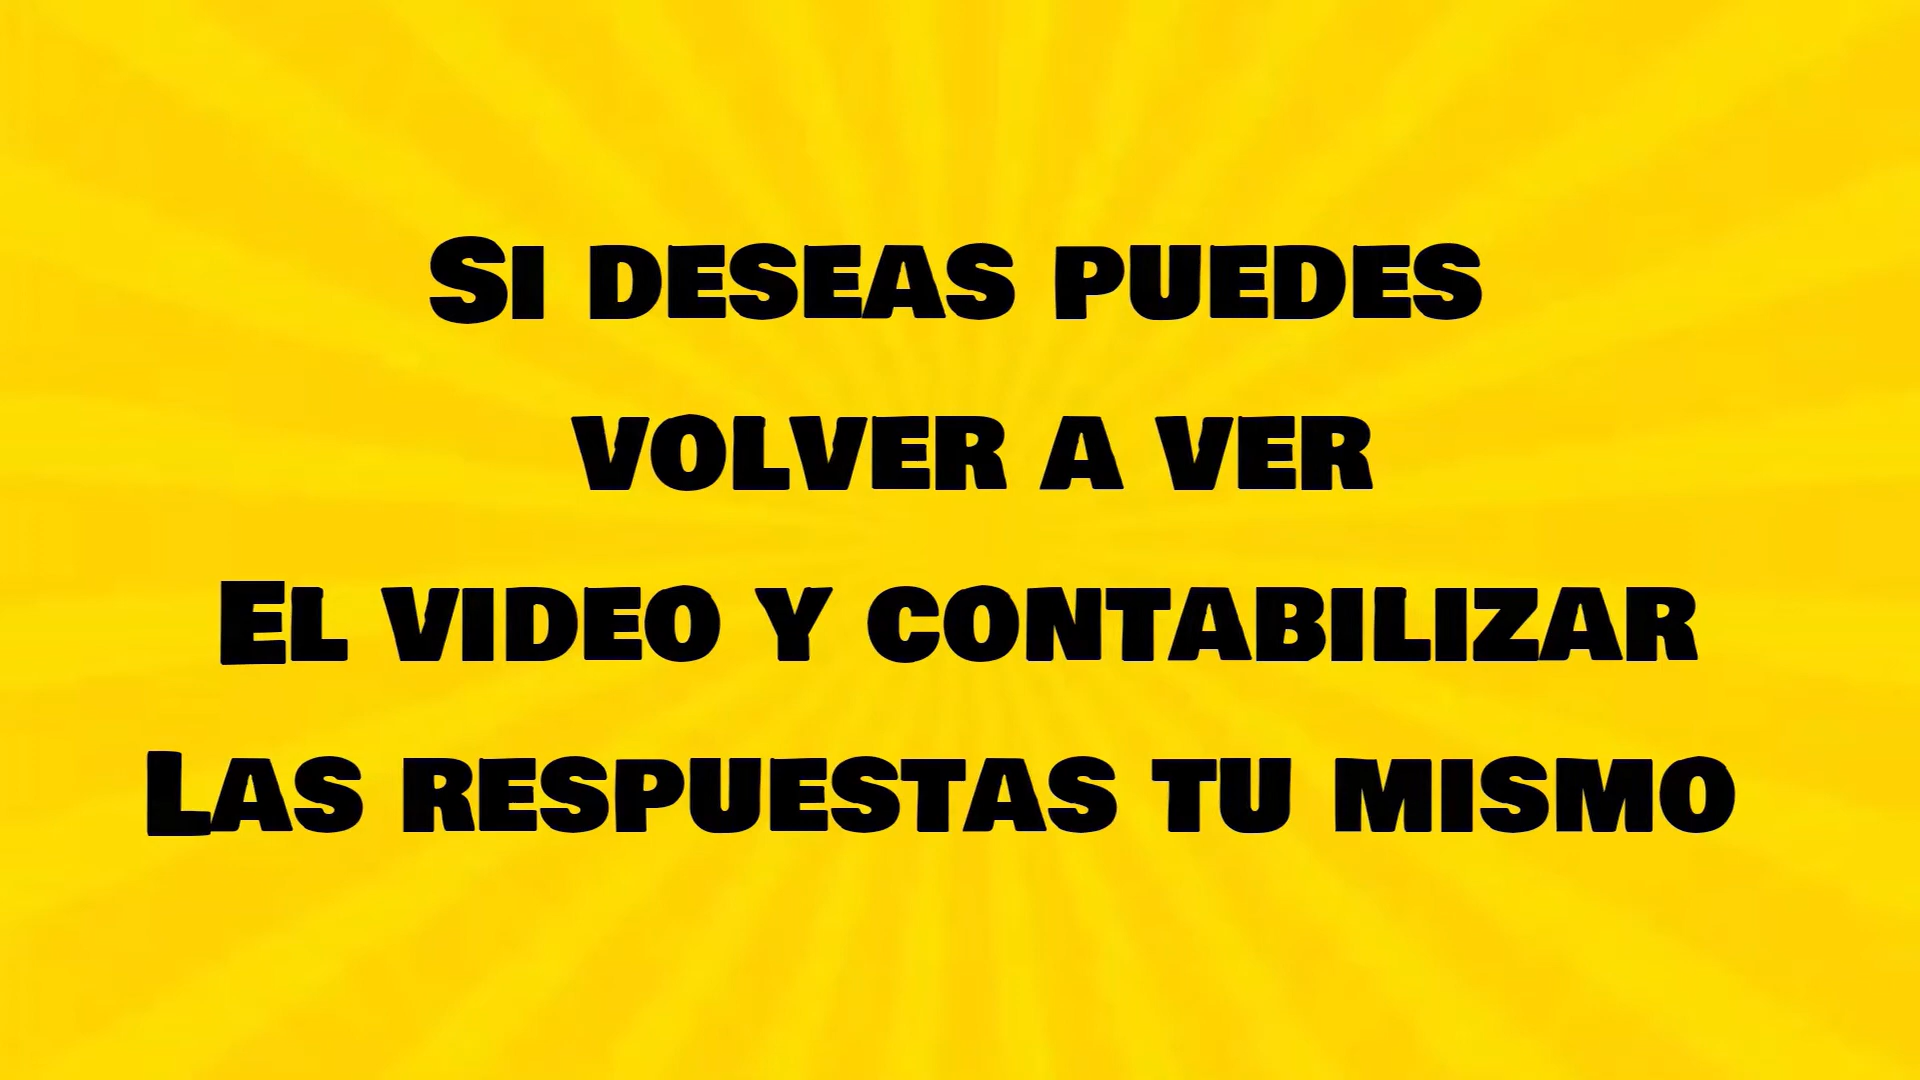 Si deseas puedes
volver a ver
El video y contabilizar
Las respuestas tu mismo